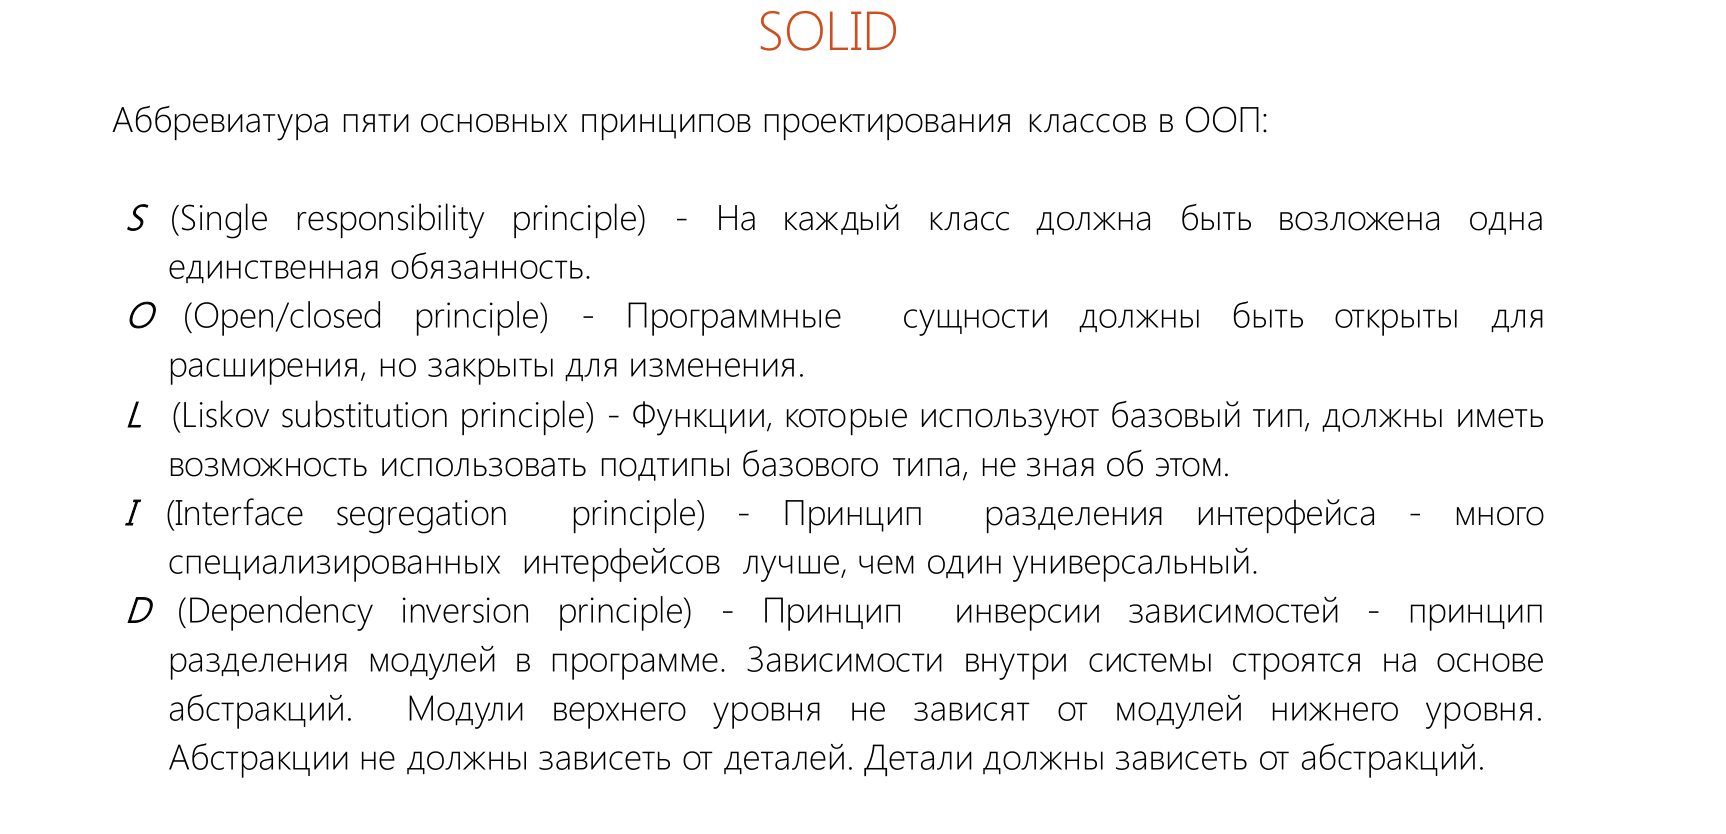 SOLID
Аббревиатура пяти основных принципов проектирования классов в ООП:
S (Single responsibility principle) - На каждый класс должна быть возложена одна
единственная обязанность.
O (Open/closed principle) - Программные сущности должны быть открыты для
расширения, но закрыты для изменения.
L (Liskov substitution principle) - Функции, которые используют базовый тип, должны иметь
возможность использовать подтипы базового типа, не зная об этом.
I (Interface segregation principle) - Принцип разделения интерфейса - много
специализированных интерфейсов лучше, чем один универсальный.
D (Dependency inversion principle) - Принцип инверсии зависимостей - принцип
разделения модулей в программе. Зависимости внутри системы строятся на основе
абстракций. Модули верхнего уровня не зависят от модулей нижнего уровня.
Абстракции не должны зависеть от деталей. Детали должны зависеть от абстракций.